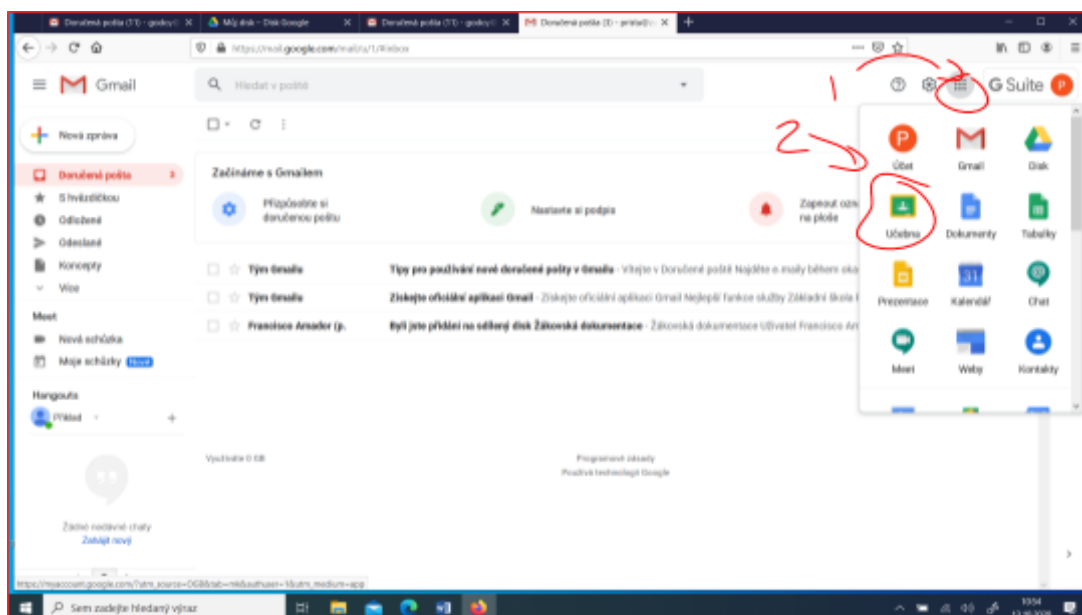 Doručená pošta (11) - godoy@
Můj disk – Disk Google
Doručená pošta (11) - godoy@
Doručená pošta (3) - priklad@
https://mail.google.com/mail/u/1/#inbox
Gmail
Hledat v poště
G Suite
P
1
2
Nová zpráva
Doručená pošta 3
S hvězdičkou
Odložené
Odeslané
Koncepty
Více
Meet
Nová schůzka
Moje schůzky Nové
Hangouts
Příklad
Žádné nedávné chaty
Zahájit nový
Začínáme s Gmailem
Přizpůsobte si
doručenou poštu
Nastavte si podpis
Zapnout ozn
na ploše
Tým Gmailu Tipy pro používání nové doručené pošty v Gmailu - Vítejte v Doručené poště Najděte e-maily během oka
Tým Gmailu Získejte oficiální aplikaci Gmail - Získejte oficiální aplikaci Gmail Nejlepší funkce služby Základní škola
Francisco Amador (p. Byli jste přidáni na sdílený disk Žákovská dokumentace - Žákovská dokumentace Uživatel Francisco Am
Využíváte 0 GB
Programové zásady
Používá technologii Google
P
Účet Gmail Disk
Učebna Dokumenty Tabulky
31
Prezentace Kalendář Chat
Meet Weby Kontakty
Sem zadejte hledaný výraz
10:54